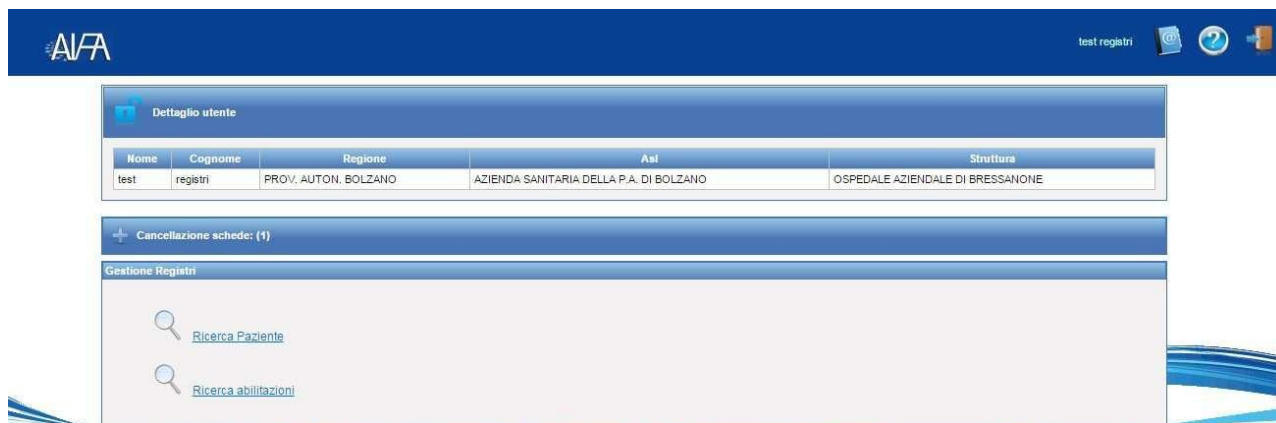 AIFA
test registri
Dettaglio utente
Nome Cognome Regione Asl Struttura
test registri PROV. AUTON. BOLZANO AZIENDA SANITARIA DELLA P.A. DI BOLZANO OSPEDALE AZIENDALE DI BRESSANONE
Cancellazione schede: (1)
Gestione Registri
Ricerca Paziente
Ricerca abilitazioni